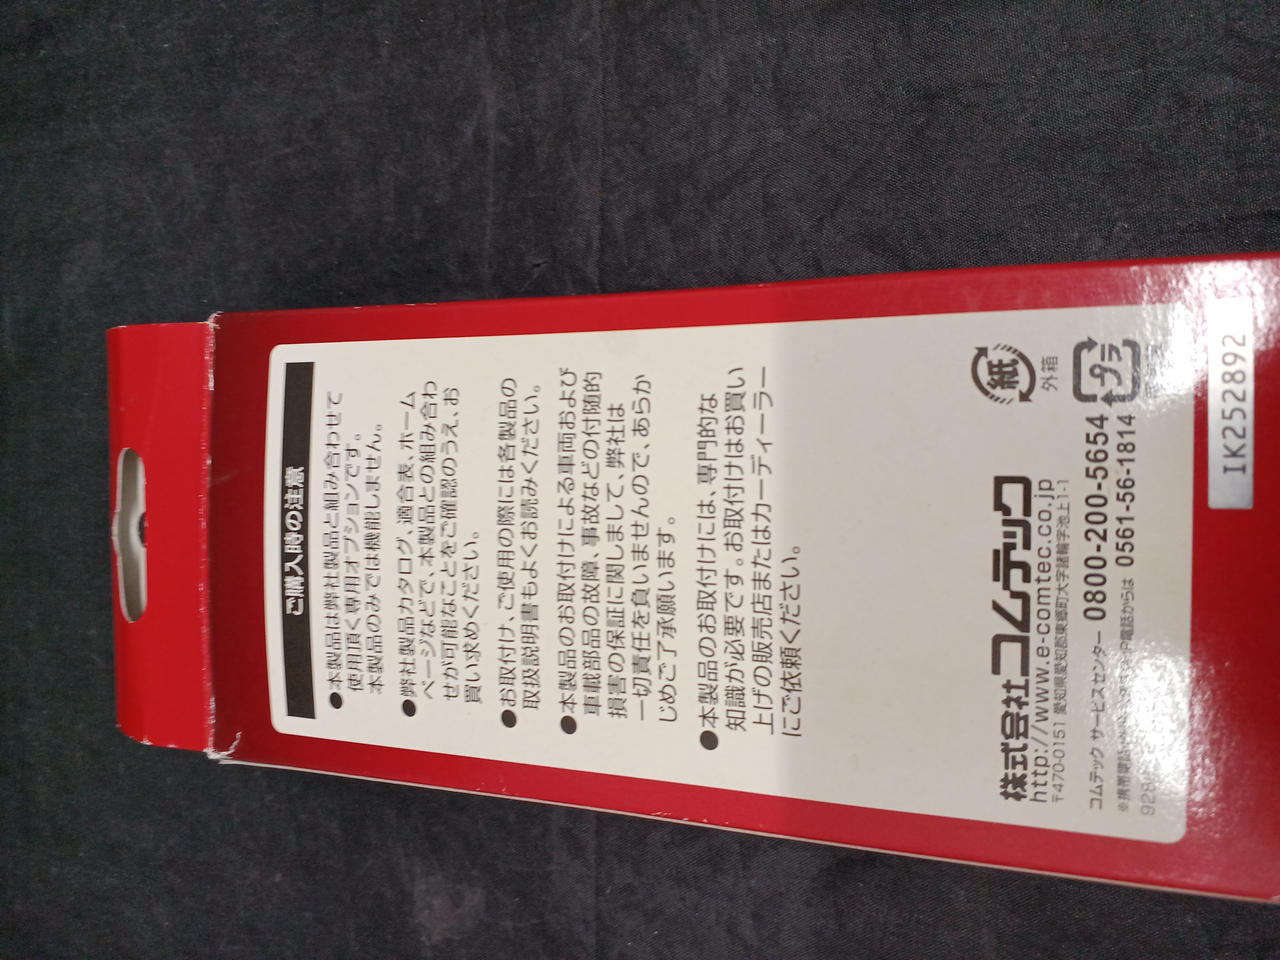 ご購入時の注意
●本製品は弊社製品と組み合わせて
使用頂く専用オプションです。
本製品のみでは機能しません。
●弊社製品カタログ、適合表、ホーム
ページなどで、本製品との組み合わ
せが可能なことをご確認のうえ、お
買い求めください。
●お取付け、ご使用の際には各製品の
取扱説明書もよくお読みください。
●本製品のお取付けによる車両および
車載部品の故障、事故などの付随的
損害の保証に関しまして、弊社は
一切責任を負いませんので、あらか
じめご了承願います。
●本製品のお取付けには、専門的な
知識が必要です。お取付けはお買い
上げの販売店またはカーディーラー
にご依頼ください。
紙
外箱
プラ
株式会社コムテック
http://www.e-comtec.co.jp
〒470-0151 愛知県愛知郡東郷町大字諸輪字池上1-1
コムテック サービスセンター 0800-200-5654
※携帯電話 電話からは 0561-56-1814
IK252892